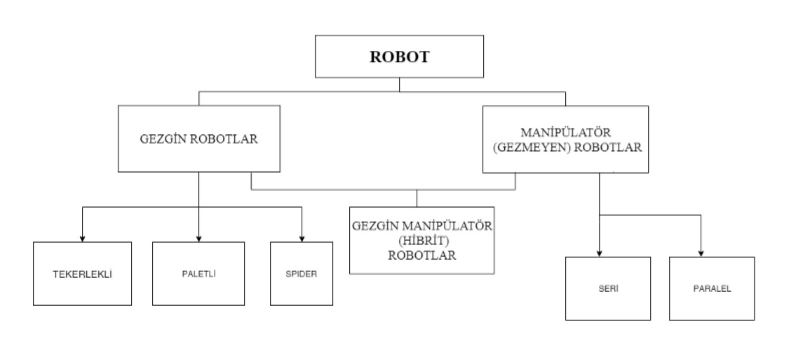 ROBOT
GEZGİN ROBOTLAR
MANİPÜLATÖR
(GEZMEYEN) ROBOTLAR
GEZGİN MANİPÜLATÖR
(HİBRİT)
ROBOTLAR
TEKERLEKLİ
PALETLİ
SPIDER
SERİ
PARALEL